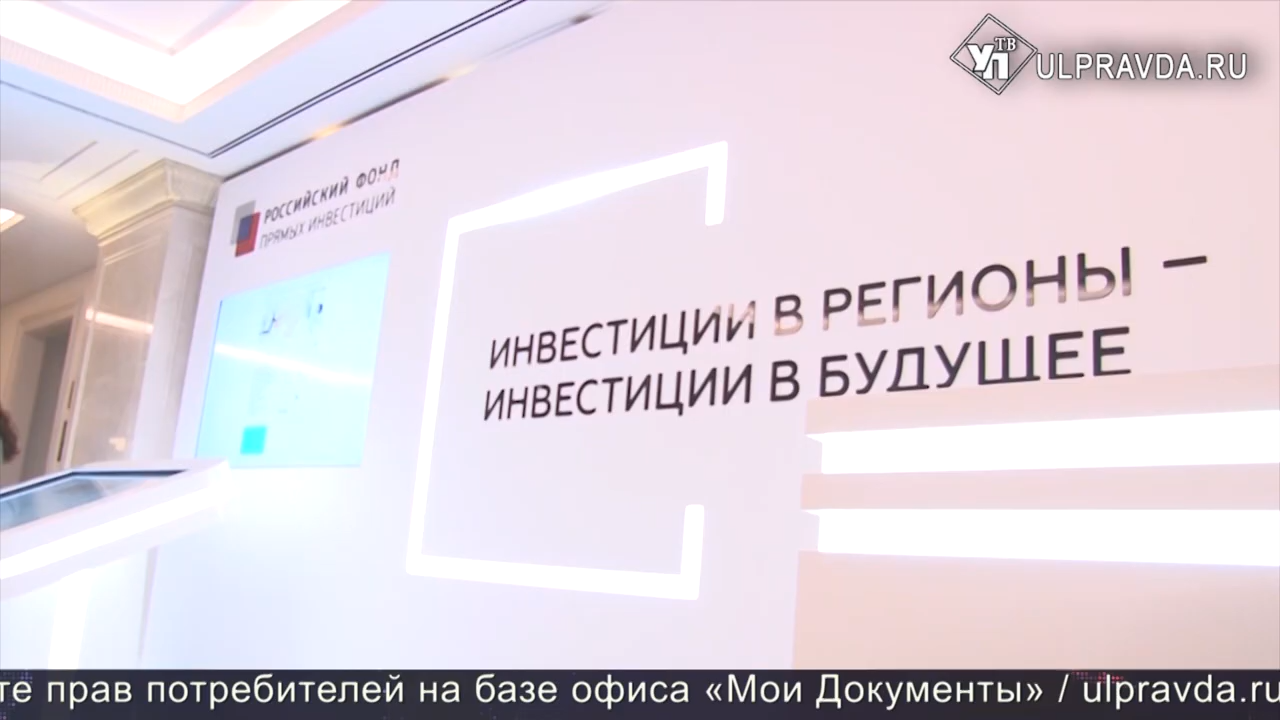 УП ТВ ULPRAVDA.RU
РОССИЙСКИЙ ФОНД
ПРЯМЫХ ИНВЕСТИЦИЙ
ИНВЕСТИЦИИ В РЕГИОНЫ –
ИНВЕСТИЦИИ В БУДУЩЕЕ
те прав потребителей на базе офиса «Мои Документы» / ulpravda.ru